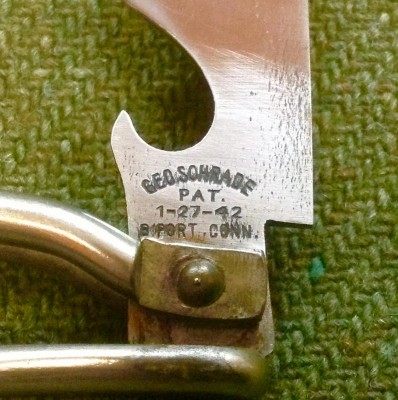 GEO.SCHRADE
PAT.
1-27-42
B'PORT, CONN.